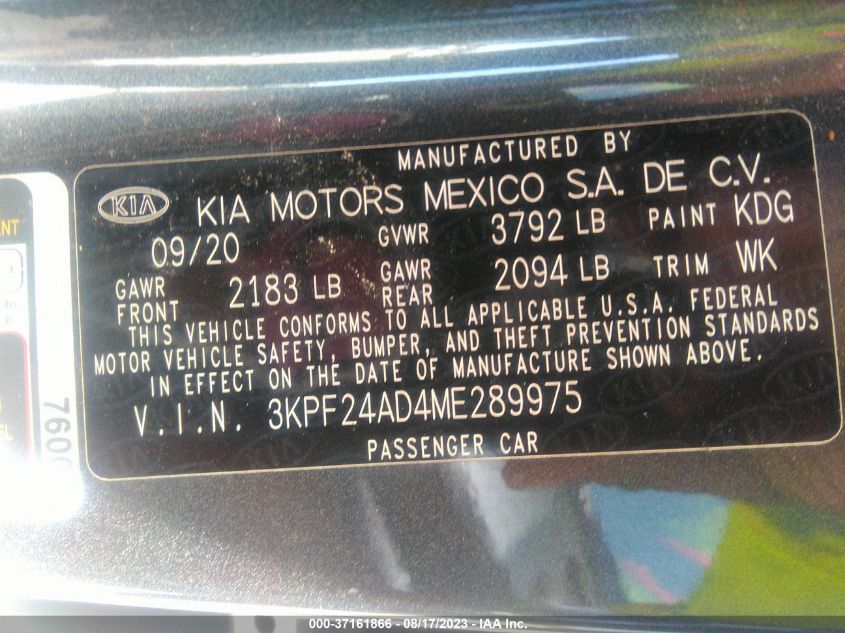 MANUFACTURED BY
KIA KIA MOTORS MEXICO S.A. DE C.V.
09/20 GVWR 3792 LB PAINT KDG
GAWR FRONT 2183 LB GAWR REAR 2094 LB TRIM WK
THIS VEHICLE CONFORMS TO ALL APPLICABLE U.S.A. FEDERAL
MOTOR VEHICLE SAFETY, BUMPER, AND THEFT PREVENTION STANDARDS
IN EFFECT ON THE DATE OF MANUFACTURE SHOWN ABOVE.
V.I.N. 3KPF24AD4ME289975
PASSENGER CAR
000-37161866 - 08/17/2023 - IAA Inc.